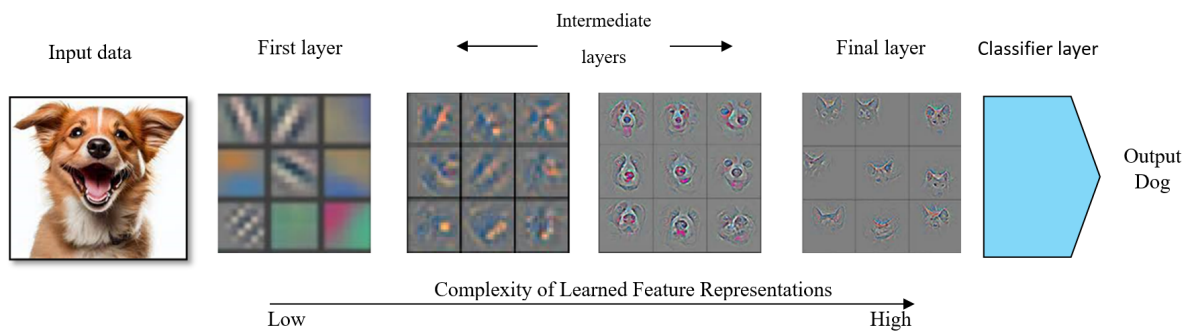 Input data
First layer
Intermediate
layers
Final layer
Classifier layer
Output
Dog
Complexity of Learned Feature Representations
Low
High